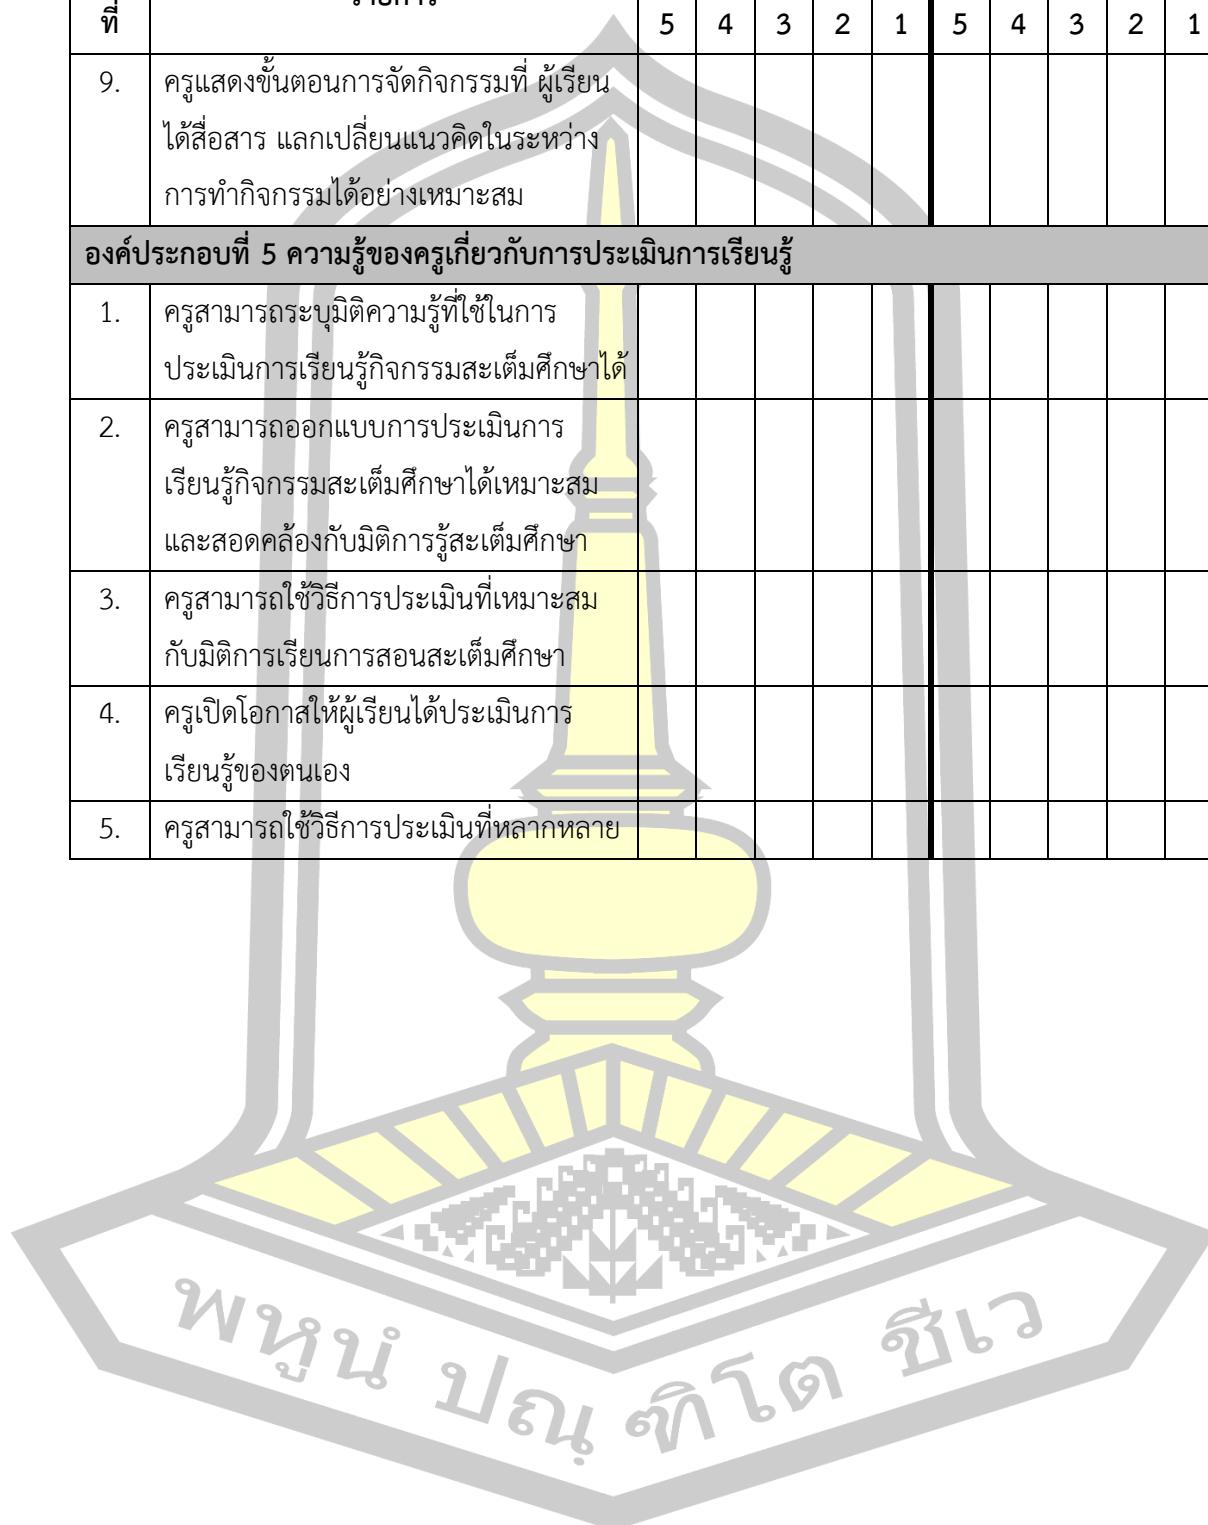 ที่ รายการ 5 4 3 2 1 5 4 3 2 1
9. ครูแสดงขั้นตอนการจัดกิจกรรมที่ ผู้เรียน
ได้สื่อสาร แลกเปลี่ยนแนวคิดในระหว่าง
การทำกิจกรรมได้อย่างเหมาะสม
องค์ประกอบที่ 5 ความรู้ของครูเกี่ยวกับการประเมินการเรียนรู้
1. ครูสามารถระบุมิติความรู้ที่ใช้ในการ
ประเมินการเรียนรู้กิจกรรมสะเต็มศึกษาได้
2. ครูสามารถออกแบบการประเมินการ
เรียนรู้กิจกรรมสะเต็มศึกษาได้เหมาะสม
และสอดคล้องกับมิติการรู้สะเต็มศึกษา
3. ครูสามารถใช้วิธีการประเมินที่เหมาะสม
กับมิติการเรียนการสอนสะเต็มศึกษา
4. ครูเปิดโอกาสให้ผู้เรียนได้ประเมินการ
เรียนรู้ของตนเอง
5. ครูสามารถใช้วิธีการประเมินที่หลากหลาย
พหูนํ ปณฺ ฑิโต ชีเว